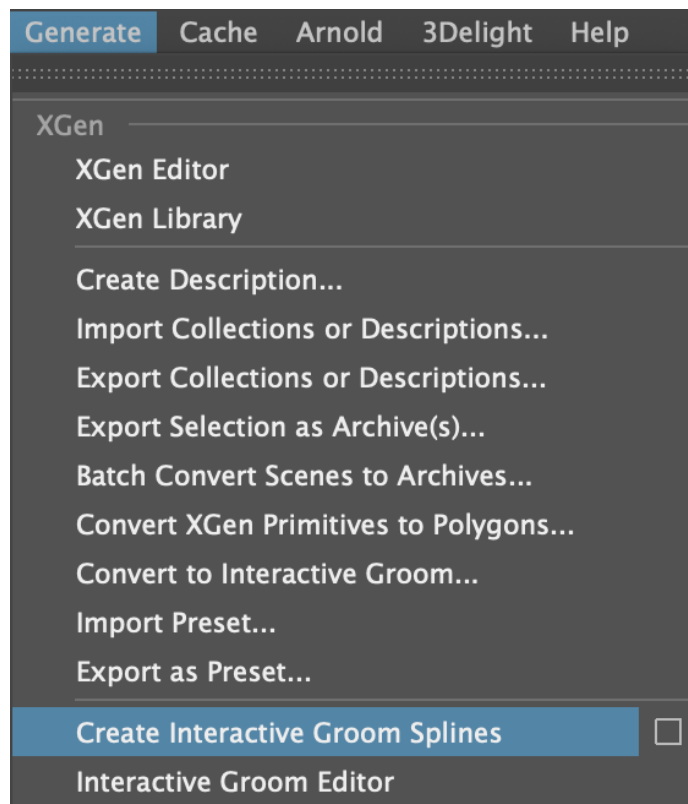 Generate Cache Arnold 3Delight Help
XGen
XGen Editor
XGen Library
Create Description...
Import Collections or Descriptions...
Export Collections or Descriptions...
Export Selection as Archive(s)...
Batch Convert Scenes to Archives...
Convert XGen Primitives to Polygons...
Convert to Interactive Groom...
Import Preset...
Export as Preset...
Create Interactive Groom Splines
Interactive Groom Editor